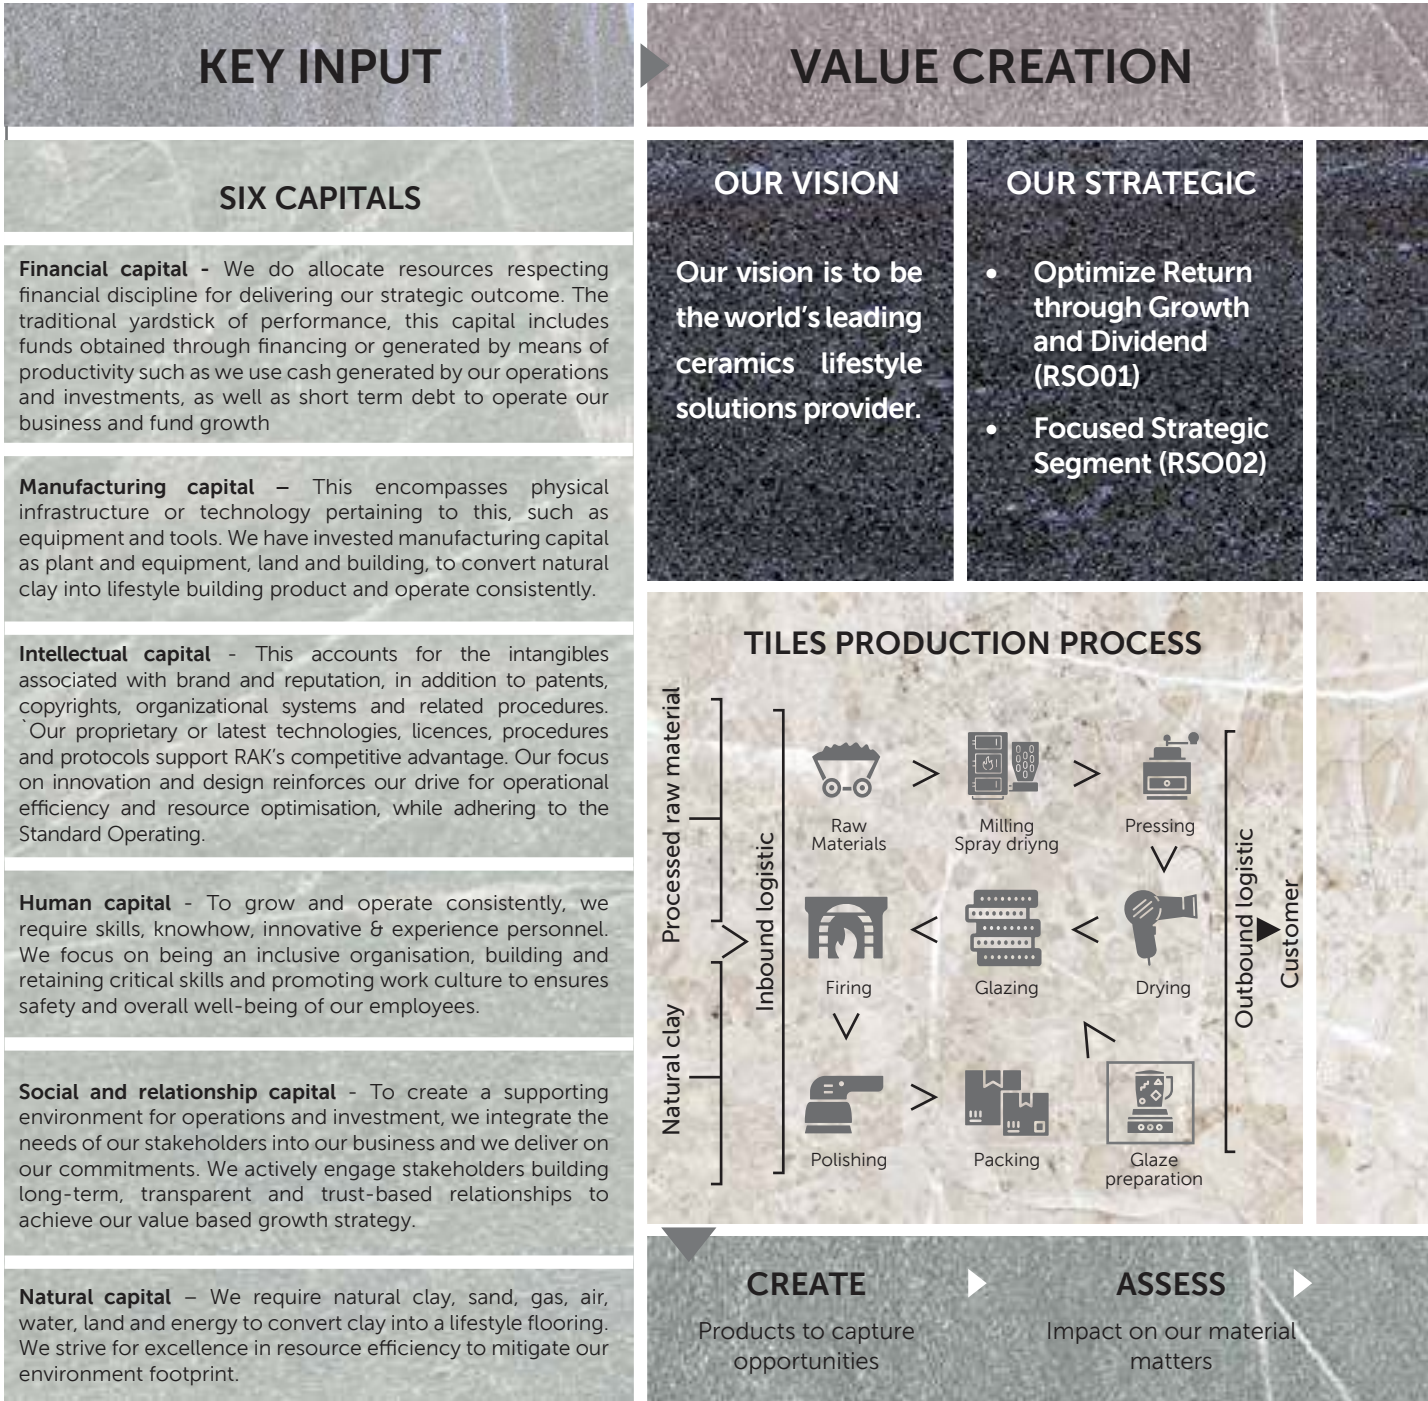 KEY INPUT
VALUE CREATION
SIX CAPITALS
Financial capital - We do allocate resources respecting
financial discipline for delivering our strategic outcome. The
traditional yardstick of performance, this capital includes
funds obtained through financing or generated by means of
productivity such as we use cash generated by our operations
and investments, as well as short term debt to operate our
business and fund growth
Manufacturing capital – This encompasses physical
infrastructure or technology pertaining to this, such as
equipment and tools. We have invested manufacturing capital
as plant and equipment, land and building, to convert natural
clay into lifestyle building product and operate consistently.
Intellectual capital - This accounts for the intangibles
associated with brand and reputation, in addition to patents,
copyrights, organizational systems and related procedures.
`Our proprietary or latest technologies, licences, procedures
and protocols support RAK's competitive advantage. Our focus
on innovation and design reinforces our drive for operational
efficiency and resource optimisation, while adhering to the
Standard Operating.
Human capital - To grow and operate consistently, we
require skills, knowhow, innovative & experience personnel.
We focus on being an inclusive organisation, building and
retaining critical skills and promoting work culture to ensures
safety and overall well-being of our employees.
Social and relationship capital - To create a supporting
environment for operations and investment, we integrate the
needs of our stakeholders into our business and we deliver on
our commitments. We actively engage stakeholders building
long-term, transparent and trust-based relationships to
achieve our value based growth strategy.
Natural capital – We require natural clay, sand, gas, air,
water, land and energy to convert clay into a lifestyle flooring.
We strive for excellence in resource efficiency to mitigate our
environment footprint.
OUR VISION
Our vision is to be
the world's leading
ceramics lifestyle
solutions provider.
OUR STRATEGIC
• Optimize Return
through Growth
and Dividend
(RSO01)
• Focused Strategic
Segment (RSO02)
TILES PRODUCTION PROCESS
Processed raw material
Natural clay
Inbound logistic
Raw
Materials
Milling
Spray driyng
Pressing
Firing
Glazing
Drying
Polishing
Packing
Glaze
preparation
Outbound logistic
Customer
CREATE
Products to capture
opportunities
ASSESS
Impact on our material
matters